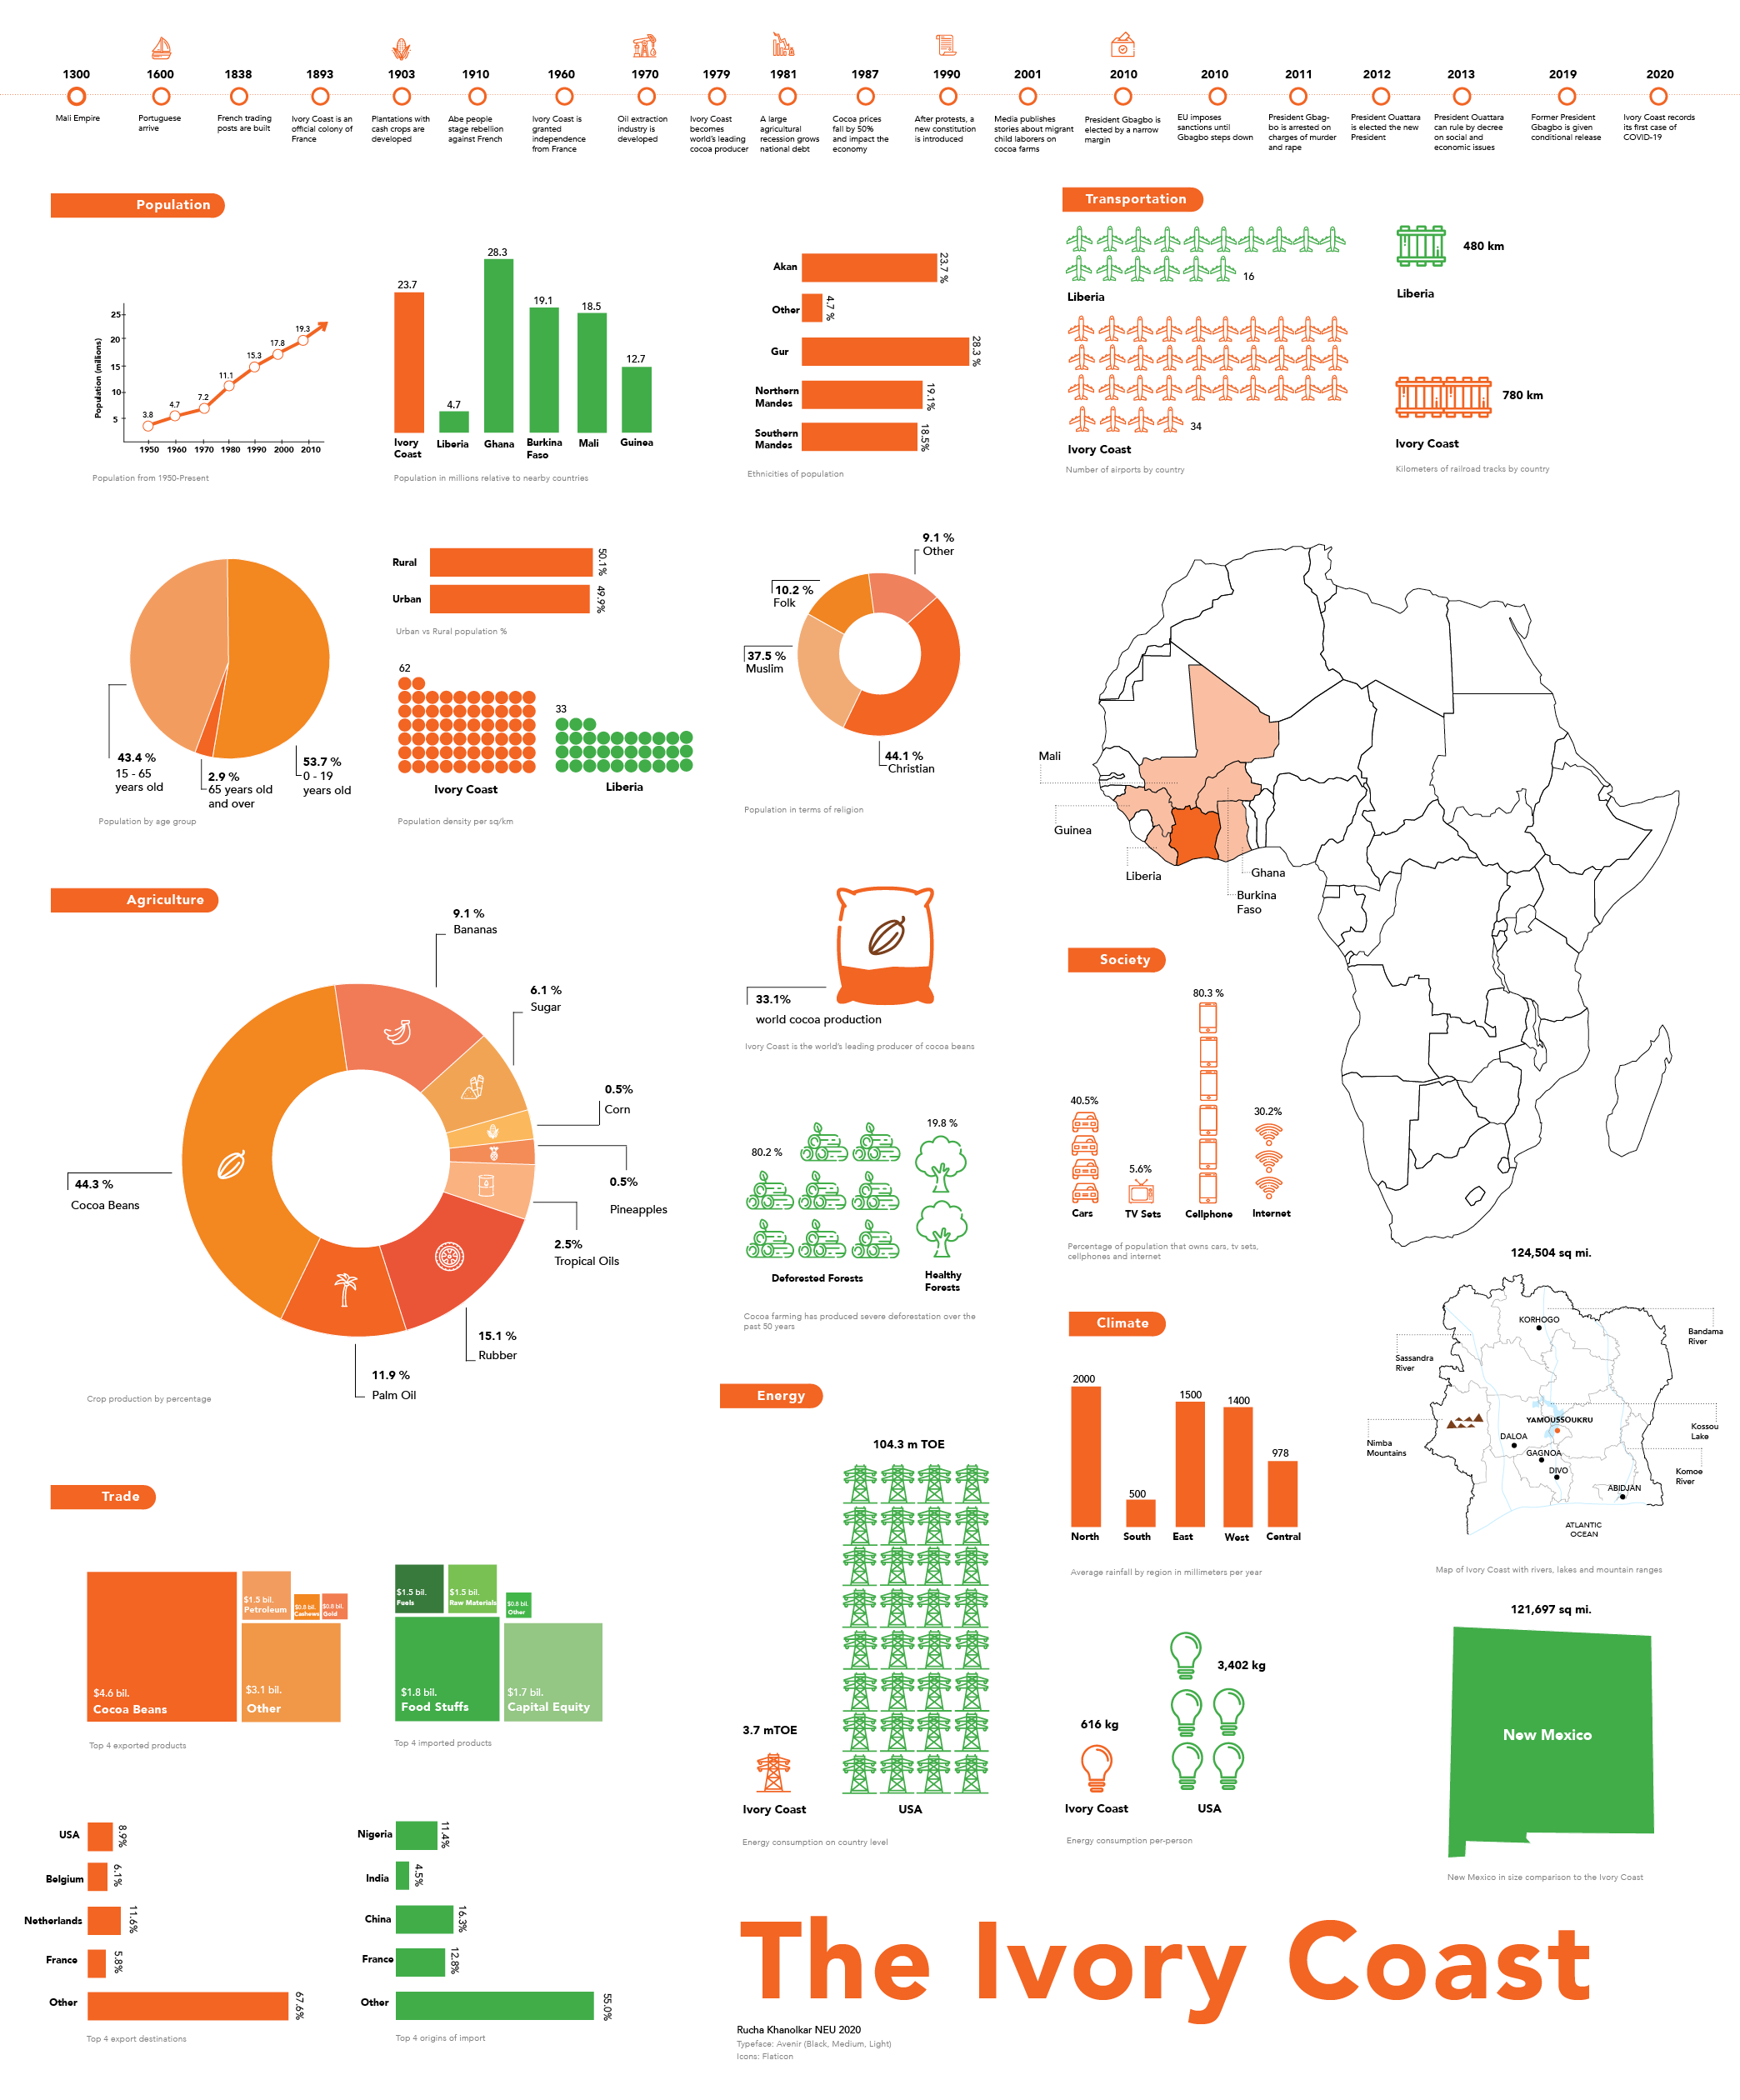 1300
Mali Empire
1600
Portuguese
arrive
1838
French trading
posts are built
1893
Ivory Coast is an
official colony of
France
1903
Plantations with
cash crops are
developed
1910
Abe people
stage rebellion
against French
1960
Ivory Coast is
granted
independence
from France
1970
Oil extraction
industry is
developed
1979
Ivory Coast
becomes
world's leading
cocoa producer
1981
A large
agricultural
recession grows
national debt
1987
Cocoa prices
fall by 50%
and impact the
economy
1990
After protests, a
new constitution
is introduced
2001
Media publishes
stories about migrant
child laborers on
cocoa farms
2010
President Gbagbo is
elected by a narrow
margin
2010
EU imposes
sanctions until
Gbagbo steps down
2011
President Gbag-
bo is arrested on
charges of murder
and rape
2012
President Ouattara
is elected the new
President
2013
President Ouattara
can rule by decree
on social and
economic issues
2019
Former President
Gbagbo is given
conditional release
2020
Ivory Coast records
its first case of
COVID-19
Population
Population (millions)
25
20
15
10
5
3.8
4.7
7.2
11.1
15.3
17.8
19.3
1950 1960 1970 1980 1990 2000 2010
Population from 1950-Present
23.7
4.7
28.3
19.1
18.5
12.7
Ivory
Coast
Liberia
Ghana
Burkina
Faso
Mali
Guinea
Population in millions relative to nearby countries
Akan
23.7 %
Other
4.7 %
Gur
28.3 %
Northern
Mandes
19.1%
Southern
Mandes
18.5%
Ethnicities of population
Transportation
16
Liberia
34
Ivory Coast
Number of airports by country
480 km
Liberia
780 km
Ivory Coast
Kilometers of railroad tracks by country
43.4 %
15 - 65
years old
2.9 %
65 years old
and over
53.7 %
0 - 19
years old
Population by age group
Rural
50.1%
Urban
49.9%
Urban vs Rural population %
62
Ivory Coast
33
Liberia
Population density per sq/km
9.1 %
Other
10.2 %
Folk
37.5 %
Muslim
44.1 %
Christian
Population in terms of religion
Mali
Guinea
Liberia
Ghana
Burkina
Faso
Agriculture
9.1 %
Bananas
6.1 %
Sugar
0.5%
Corn
0.5%
Pineapples
2.5%
Tropical Oils
15.1 %
Rubber
11.9 %
Palm Oil
44.3 %
Cocoa Beans
Crop production by percentage
33.1%
world cocoa production
Ivory Coast is the world's leading producer of cocoa beans
80.2 %
Deforested Forests
19.8 %
Healthy
Forests
Cocoa farming has produced severe deforestation over the
past 50 years
Society
40.5%
Cars
5.6%
TV Sets
80.3 %
Cellphone
30.2%
Internet
Percentage of population that owns cars, tv sets,
cellphones and internet
Climate
2000
North
500
South
1500
East
1400
West
978
Central
Average rainfall by region in millimeters per year
124,504 sq mi.
KORHOGO
Bandama
River
Sassandra
River
YAMOUSSOUKRU
Kossou
Lake
Nimba
Mountains
DALOA
GAGNOA
DIVO
Komoe
River
ABIDJAN
ATLANTIC
OCEAN
Map of Ivory Coast with rivers, lakes and mountain ranges
121,697 sq mi.
New Mexico
New Mexico in size comparison to the Ivory Coast
Energy
104.3 m TOE
USA
3.7 mTOE
Ivory Coast
Energy consumption on country level
616 kg
Ivory Coast
3,402 kg
USA
Energy consumption per-person
Trade
$4.6 bil.
Cocoa Beans
$1.5 bil.
Petroleum
$0.8 bil.
Cashews
$0.8 bil.
Gold
$3.1 bil.
Other
Top 4 exported products
$1.5 bil.
Fuels
$1.5 bil.
Raw Materials
$0.8 bil.
Other
$1.8 bil.
Food Stuffs
$1.7 bil.
Capital Equity
Top 4 imported products
USA
8.9%
Belgium
6.1%
Netherlands
11.6%
France
5.8%
Other
67.6%
Top 4 export destinations
Nigeria
11.4%
India
4.5%
China
16.3%
France
12.8%
Other
55.0%
Top 4 origins of import
The Ivory Coast
Rucha Khanolkar NEU 2020
Typeface: Avenir (Black, Medium, Light)
Icons: Flaticon